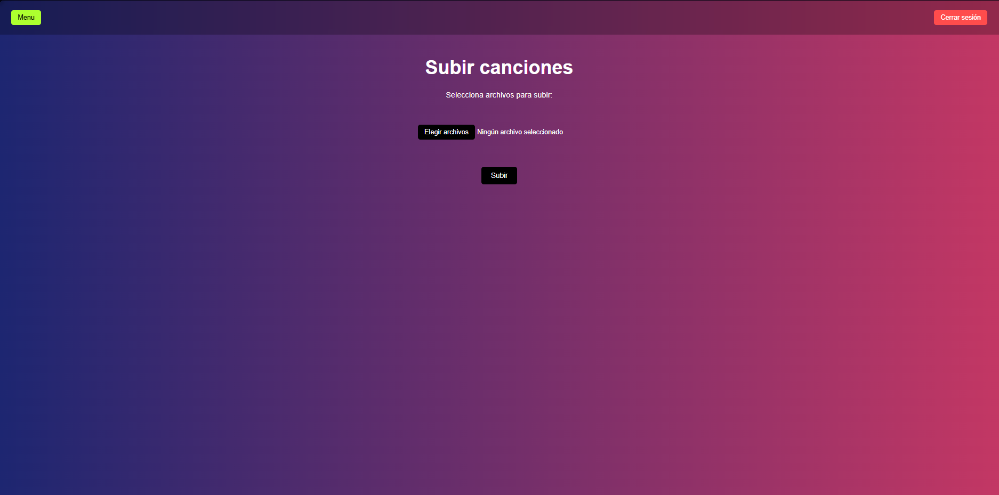 Menu
Cerrar sesión
Subir canciones
Selecciona archivos para subir:
Elegir archivos Ningún archivo seleccionado
Subir